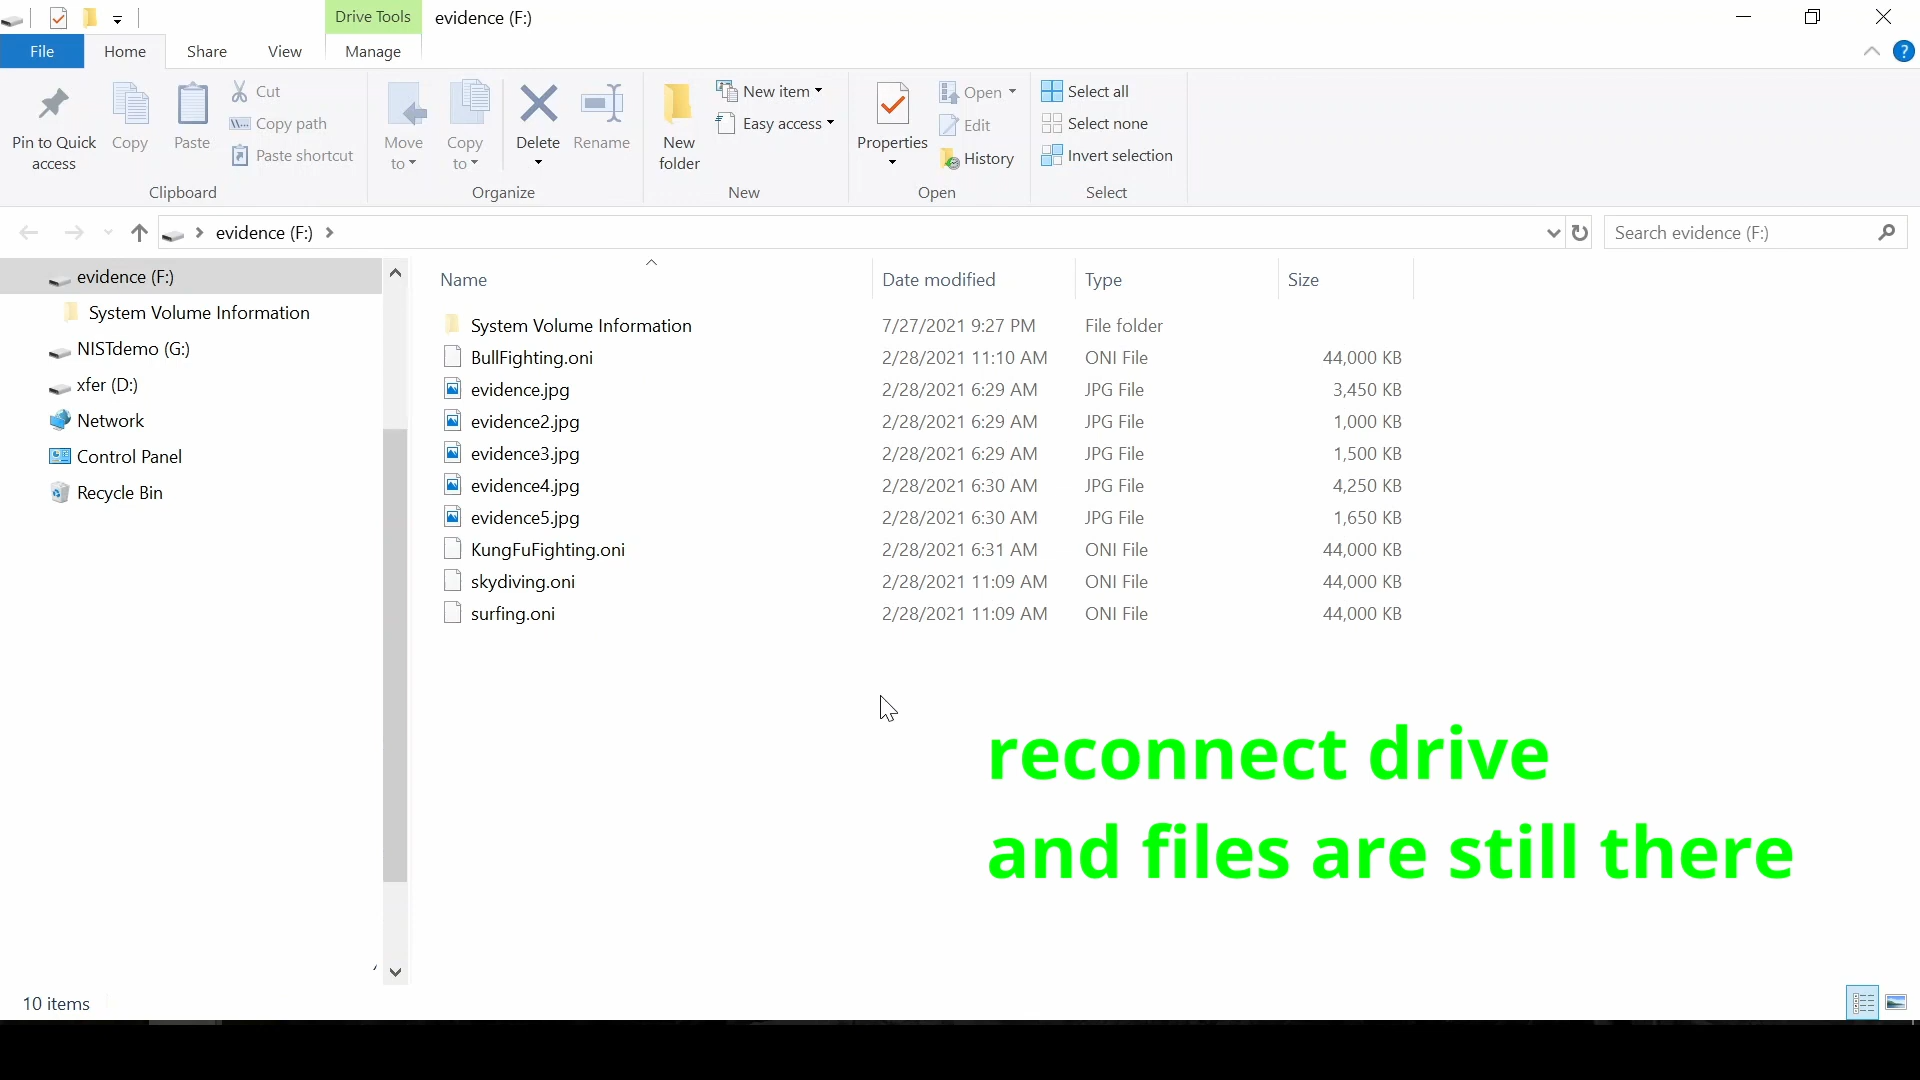 Drive Tools
evidence (F:)
File
Home
Share
View
Manage
?
Pin to Quick access
Copy
Paste
Cut
Copy path
Paste shortcut
Clipboard
Move to
Copy to
Delete
Rename
Organize
New folder
New item
Easy access
New
Properties
Open
Edit
History
Open
Select all
Select none
Invert selection
Select
evidence (F:)
Search evidence (F:)
evidence (F:)
System Volume Information
NISTdemo (G:)
xfer (D:)
Network
Control Panel
Recycle Bin
Name Date modified Type Size
System Volume Information 7/27/2021 9:27 PM File folder
BullFighting.oni 2/28/2021 11:10 AM ONI File 44,000 KB
evidence.jpg 2/28/2021 6:29 AM JPG File 3,450 KB
evidence2.jpg 2/28/2021 6:29 AM JPG File 1,000 KB
evidence3.jpg 2/28/2021 6:29 AM JPG File 1,500 KB
evidence4.jpg 2/28/2021 6:30 AM JPG File 4,250 KB
evidence5.jpg 2/28/2021 6:30 AM JPG File 1,650 KB
KungFuFighting.oni 2/28/2021 6:31 AM ONI File 44,000 KB
skydiving.oni 2/28/2021 11:09 AM ONI File 44,000 KB
surfing.oni 2/28/2021 11:09 AM ONI File 44,000 KB
reconnect drive
and files are still there
10 items